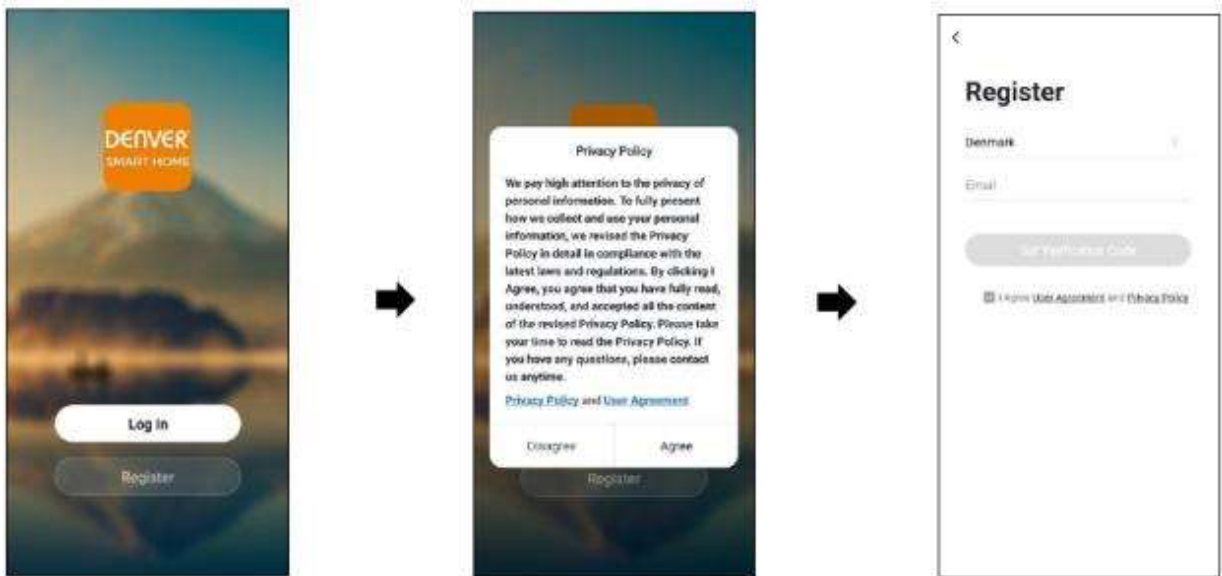 DENVER
SMART HOME
Log in
Register
Privacy Policy
We pay high attention to the privacy of
personal information. To fully present
how we collect and use your personal
information, we revised the Privacy
Policy in detail in compliance with the
latest laws and regulations. By clicking I
Agree, you agree that you have fully read,
understood, and accepted all the content
of the revised Privacy Policy. Please take
your time to read the Privacy Policy. If
you have any questions, please contact
us anytime.
Privacy Policy and User Agreement
Disagree Agree
Register
Register
Denmark
Email
Get Verification Code
I Agree User Agreement and Privacy Policy